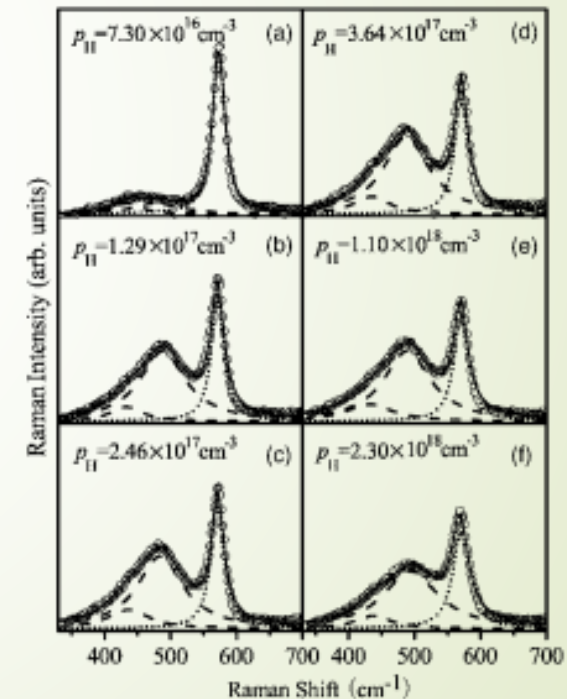 p_H=7.30×10^16cm^-3 (a)
p_H=3.64×10^17cm^-3 (d)
p_H=1.29×10^17cm^-3 (b)
p_H=1.10×10^18cm^-3 (e)
p_H=2.46×10^17cm^-3 (c)
p_H=2.30×10^18cm^-3 (f)
Raman Intensity (arb. units)
400 500 600 700 400 500 600 700
Raman Shift (cm^-1)